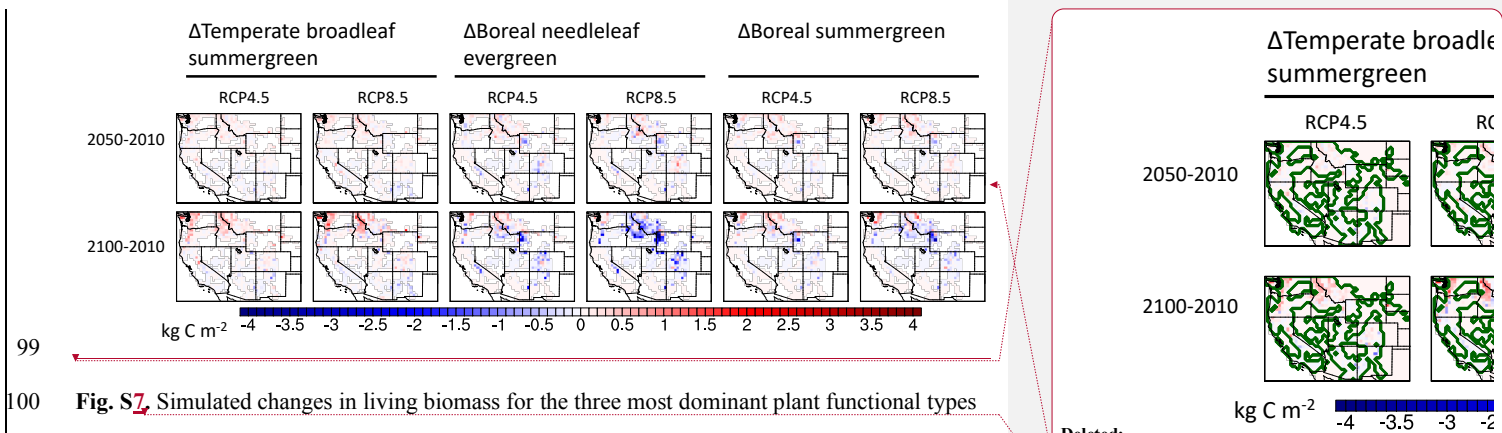 ΔTemperate broadleaf
summergreen
ΔBoreal needleleaf
evergreen
ΔBoreal summergreen
RCP4.5 RCP8.5 RCP4.5 RCP8.5 RCP4.5 RCP8.5
2050-2010
2100-2010
kg C m-2 -4 -3.5 -3 -2.5 -2 -1.5 -1 -0.5 0 0.5 1 1.5 2 2.5 3 3.5 4
99
100 Fig. S7. Simulated changes in living biomass for the three most dominant plant functional types
ΔTemperate broadle
summergreen
RCP4.5 RC
2050-2010
2100-2010
kg C m-2 -4 -3.5 -3 -2
Deleted: